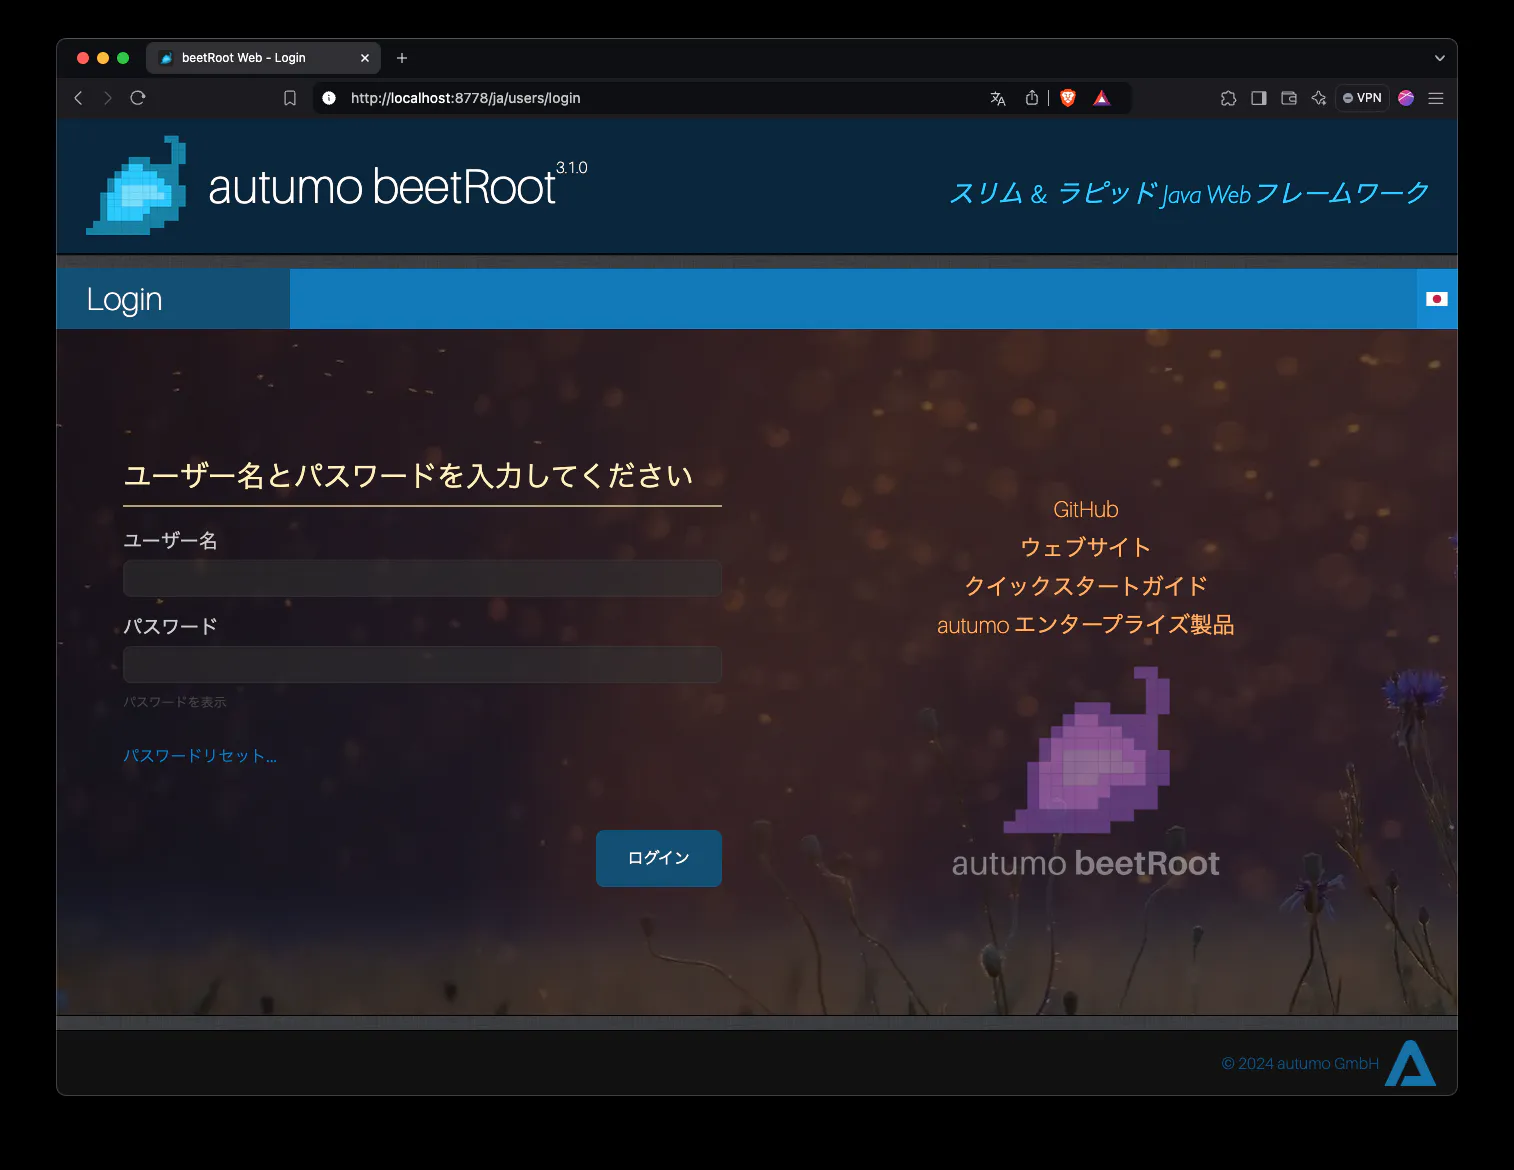 beetRoot Web - Login
http://localhost:8778/ja/users/login
VPN
autumo beetRoot 3.1.0
スリム & ラピッド Java Web フレームワーク
Login
ユーザー名とパスワードを入力してください
ユーザー名
パスワード
パスワードを表示
パスワードリセット...
ログイン
GitHub
ウェブサイト
クイックスタートガイド
autumo エンタープライズ製品
autumo beetRoot
© 2024 autumo GmbH